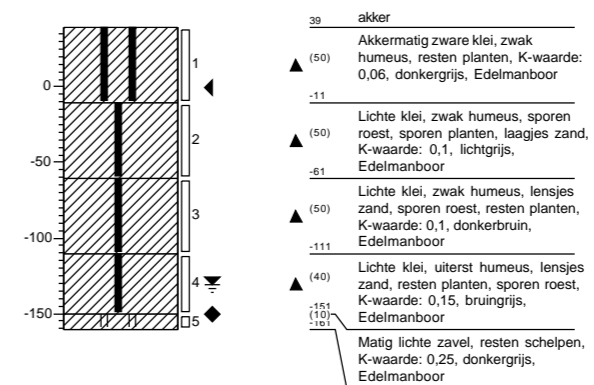 39 akker
Akkermatig zware klei, zwak
(50) humeus, resten planten, K-waarde:
0,06, donkergrijs, Edelmanboor
-11
Lichte klei, zwak humeus, sporen
(50) roest, sporen planten, laagjes zand,
K-waarde: 0,1, lichtgrijs,
Edelmanboor
-61
Lichte klei, zwak humeus, lensjes
(50) zand, sporen roest, resten planten,
K-waarde: 0,1, donkerbruin,
Edelmanboor
-111
Lichte klei, uiterst humeus, lensjes
(40) zand, resten planten, sporen roest,
K-waarde: 0,15, bruingrijs,
-151 Edelmanboor
(10)
-161
Matig lichte zavel, resten schelpen,
K-waarde: 0,25, donkergrijs,
Edelmanboor
0
-50
-100
-150
1
2
3
4
5